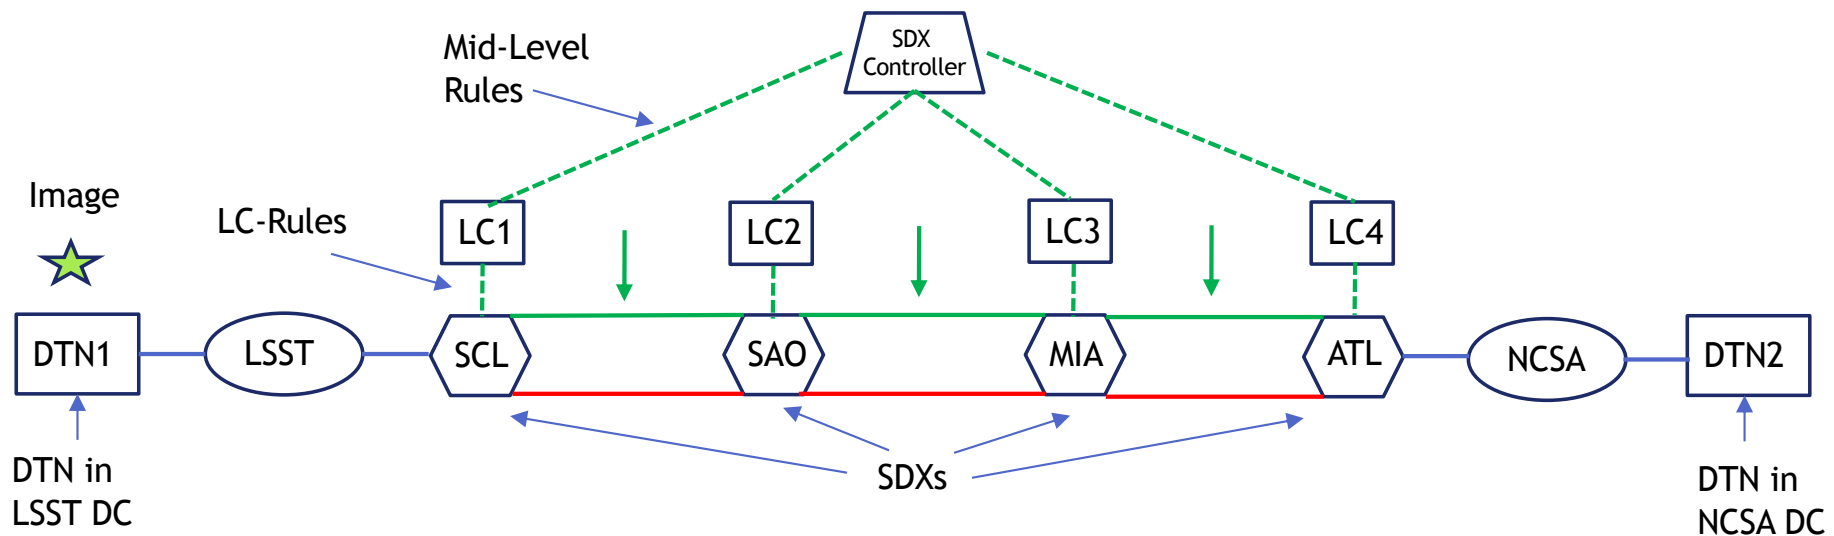 SDX
Controller
Mid-Level
Rules
Image
LC-Rules
LC1
LC2
LC3
LC4
DTN1
LSST
SCL
SAO
MIA
ATL
NCSA
DTN2
SDXs
DTN in
LSST DC
DTN in
NCSA DC